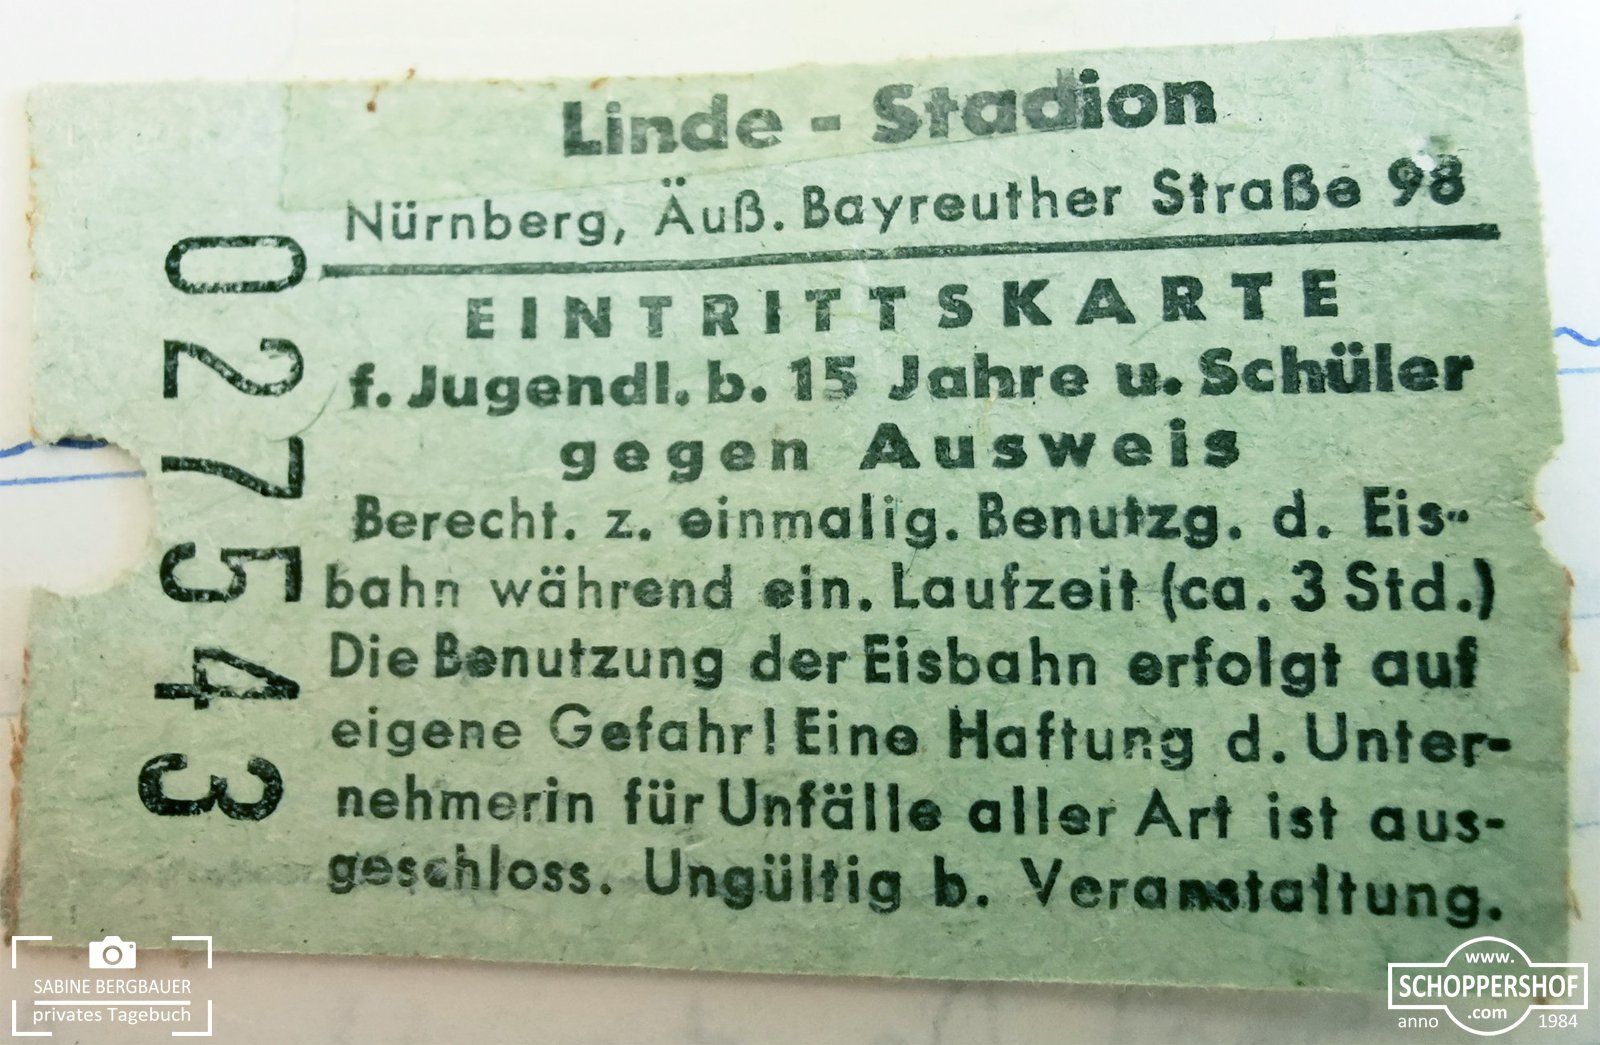 Linde - Stadion
Nürnberg, Äuß. Bayreuther Straße 98
EINTRITTSKARTE
f. Jugendl. b. 15 Jahre u. Schüler
gegen Ausweis
Berecht. z. einmalig. Benutzg. d. Eis-
bahn während ein. Laufzeit (ca. 3 Std.)
Die Benutzung der Eisbahn erfolgt auf
eigene Gefahr! Eine Haftung d. Unter-
nehmerin für Unfälle aller Art ist aus-
geschloss. Ungültig b. Veranstaltung.
027543
SABINE BERGBAUER
privates Tagebuch
www.
SCHOPPERSHOF
.com
anno 1984